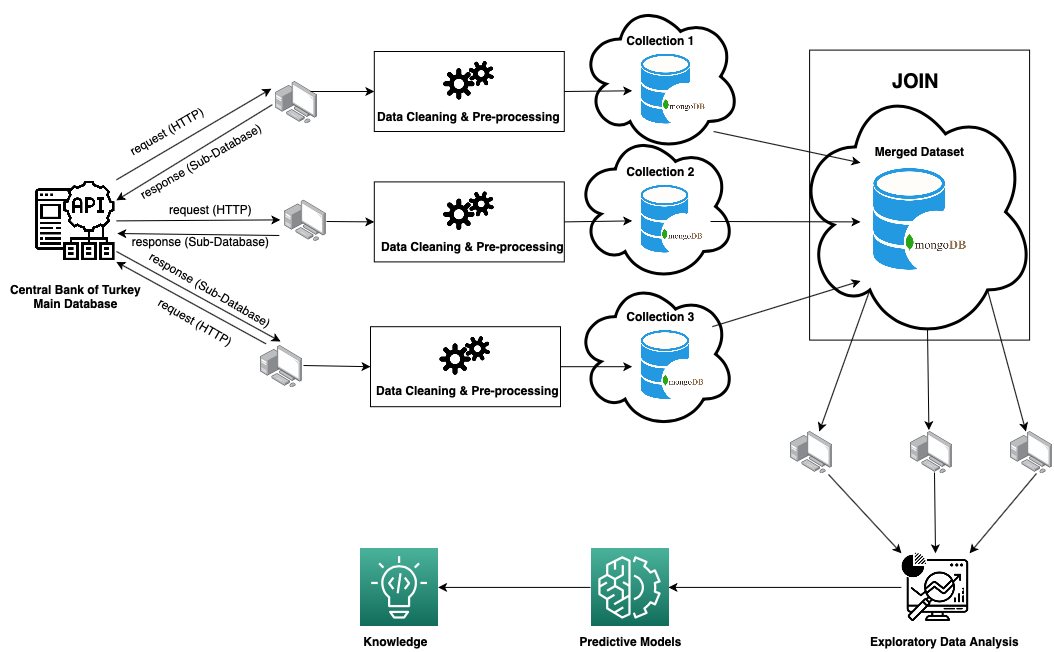 Collection 1
mongoDB
Data Cleaning & Pre-processing
JOIN
request (HTTP)
response (Sub-Database)
Merged Dataset
mongoDB
Collection 2
mongoDB
Data Cleaning & Pre-processing
API
request (HTTP)
response (Sub-Database)
Central Bank of Turkey
Main Database
response (Sub-Database)
request (HTTP)
Collection 3
mongoDB
Data Cleaning & Pre-processing
Knowledge
Predictive Models
Exploratory Data Analysis